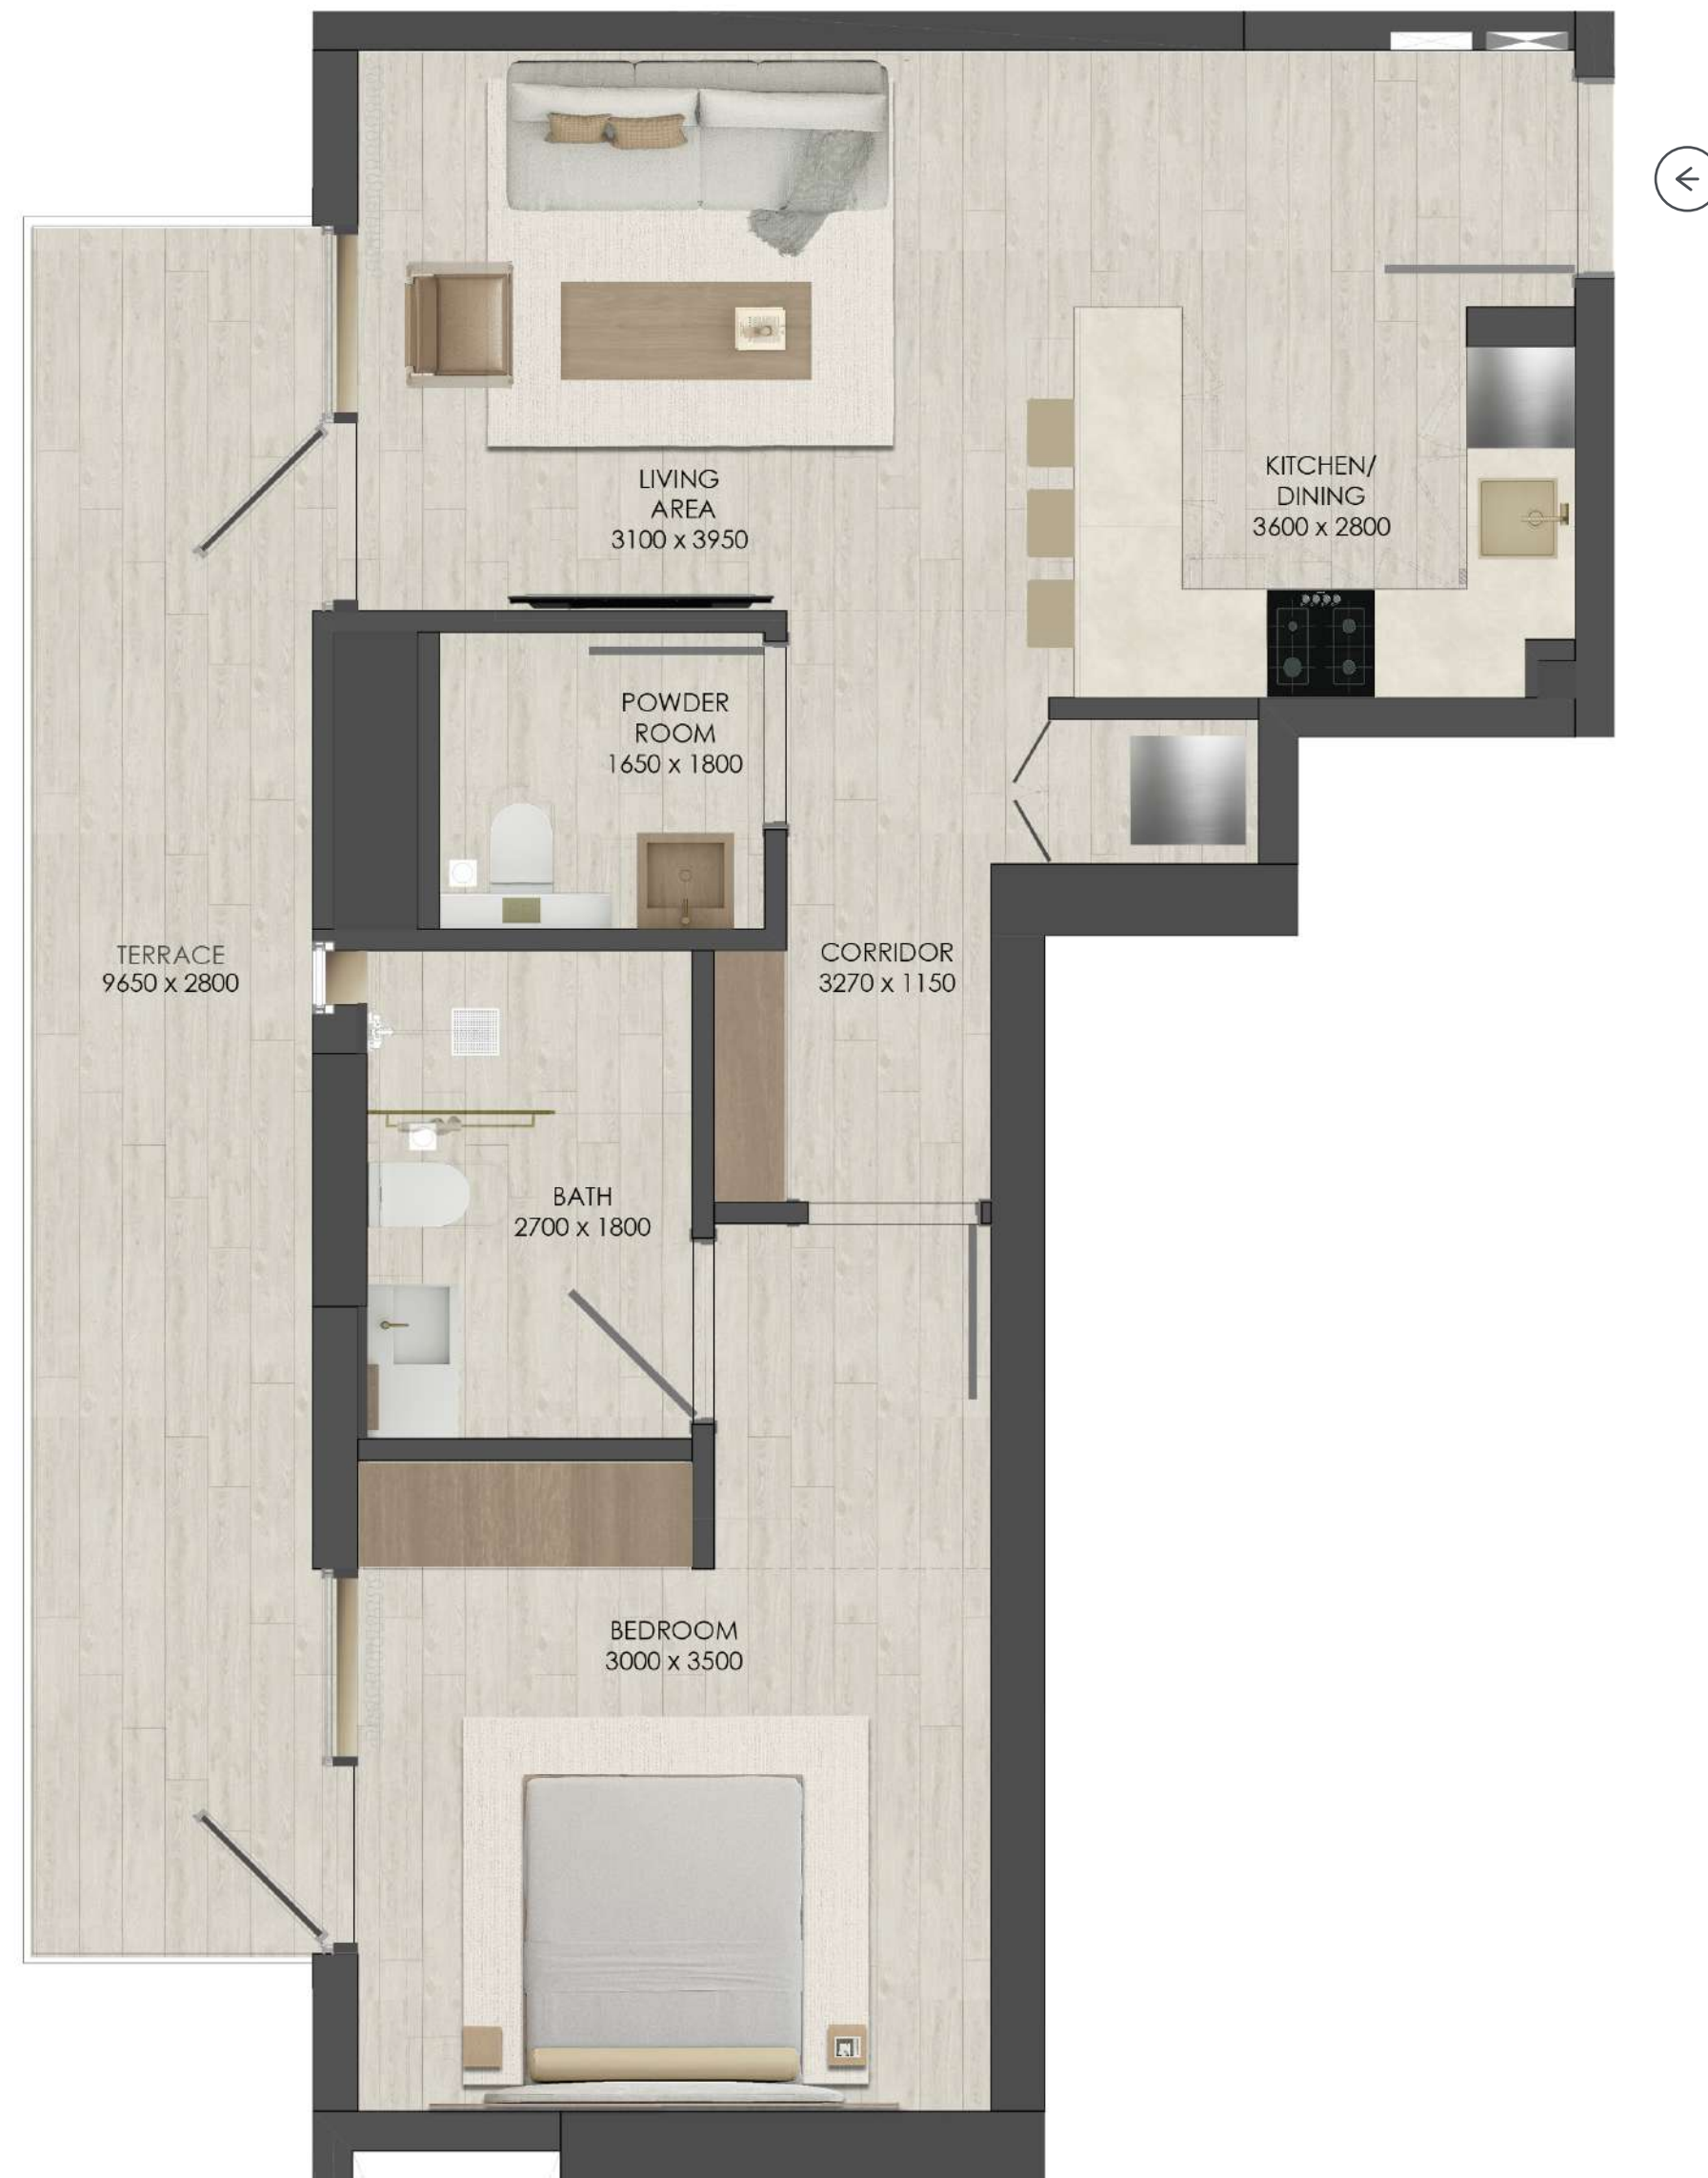 LIVING
AREA
3100 x 3950
KITCHEN/
DINING
3600 x 2800
POWDER
ROOM
1650 x 1800
TERRACE
9650 x 2800
CORRIDOR
3270 x 1150
BATH
2700 x 1800
BEDROOM
3000 x 3500